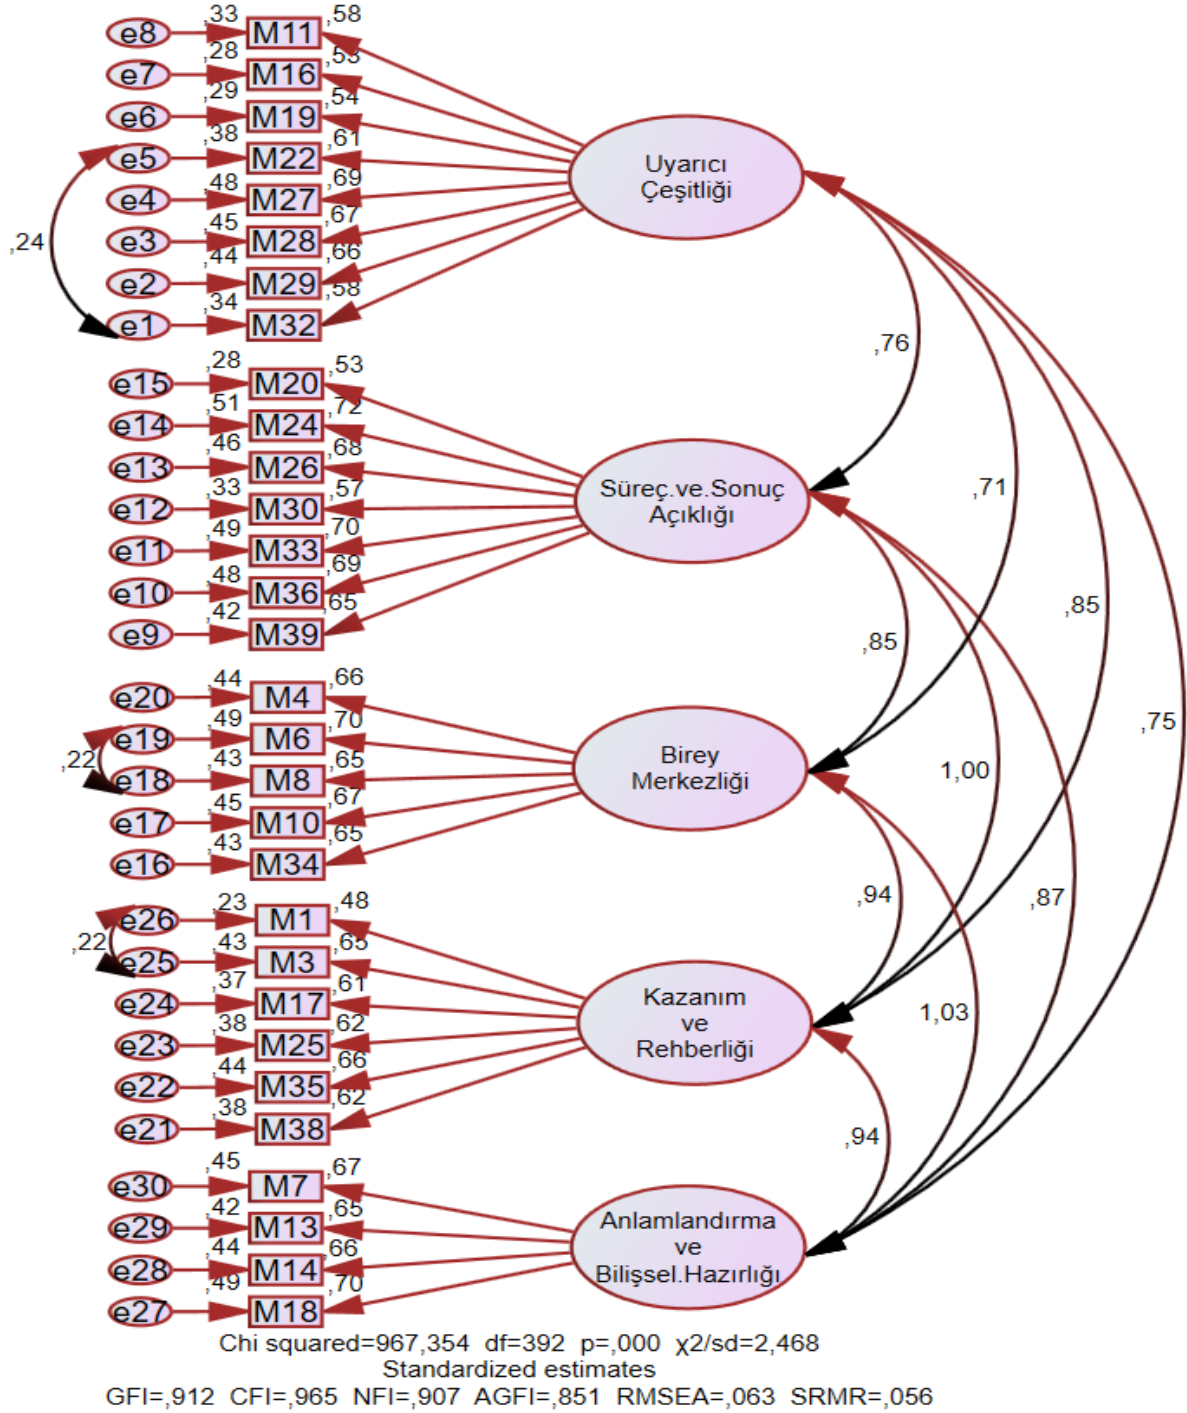 e8 ,33 M11 ,58
e7 ,28 M16 ,53
e6 ,29 M19 ,54
e5 ,38 M22 ,61
e4 ,48 M27 ,69
e3 ,45 M28 ,67
e2 ,44 M29 ,66
e1 ,34 M32 ,58
,24
Uyarıcı
Çeşitliği
e15 ,28 M20 ,53
e14 ,51 M24 ,72
e13 ,46 M26 ,68
e12 ,33 M30 ,57
e11 ,49 M33 ,70
e10 ,48 M36 ,69
e9 ,42 M39 ,65
Süreç.ve.Sonuç
Açıklığı
e20 ,44 M4 ,66
e19 ,49 M6 ,70
e18 ,43 M8 ,65
e17 ,45 M10 ,67
e16 ,43 M34 ,65
,22
Birey
Merkezliği
e26 ,23 M1 ,48
e25 ,43 M3 ,65
e24 ,37 M17 ,61
e23 ,38 M25 ,62
e22 ,44 M35 ,66
e21 ,38 M38 ,62
,22
Kazanım
ve
Rehberliği
e30 ,45 M7 ,67
e29 ,42 M13 ,65
e28 ,44 M14 ,66
e27 ,49 M18 ,70
Anlamlandırma
ve
Bilişsel.Hazırlığı
,76
,71
,85
,75
,85
1,00
,87
,94
1,03
,94
Chi squared=967,354 df=392 p=,000 χ2/sd=2,468
Standardized estimates
GFI=,912 CFI=,965 NFI=,907 AGFI=,851 RMSEA=,063 SRMR=,056